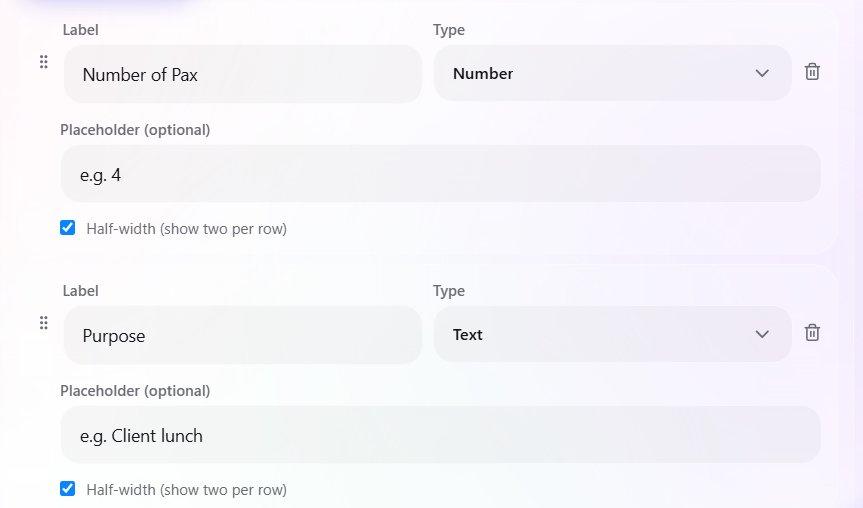 Label Type
Number of Pax Number
Placeholder (optional)
e.g. 4
Half-width (show two per row)
Label Type
Purpose Text
Placeholder (optional)
e.g. Client lunch
Half-width (show two per row)